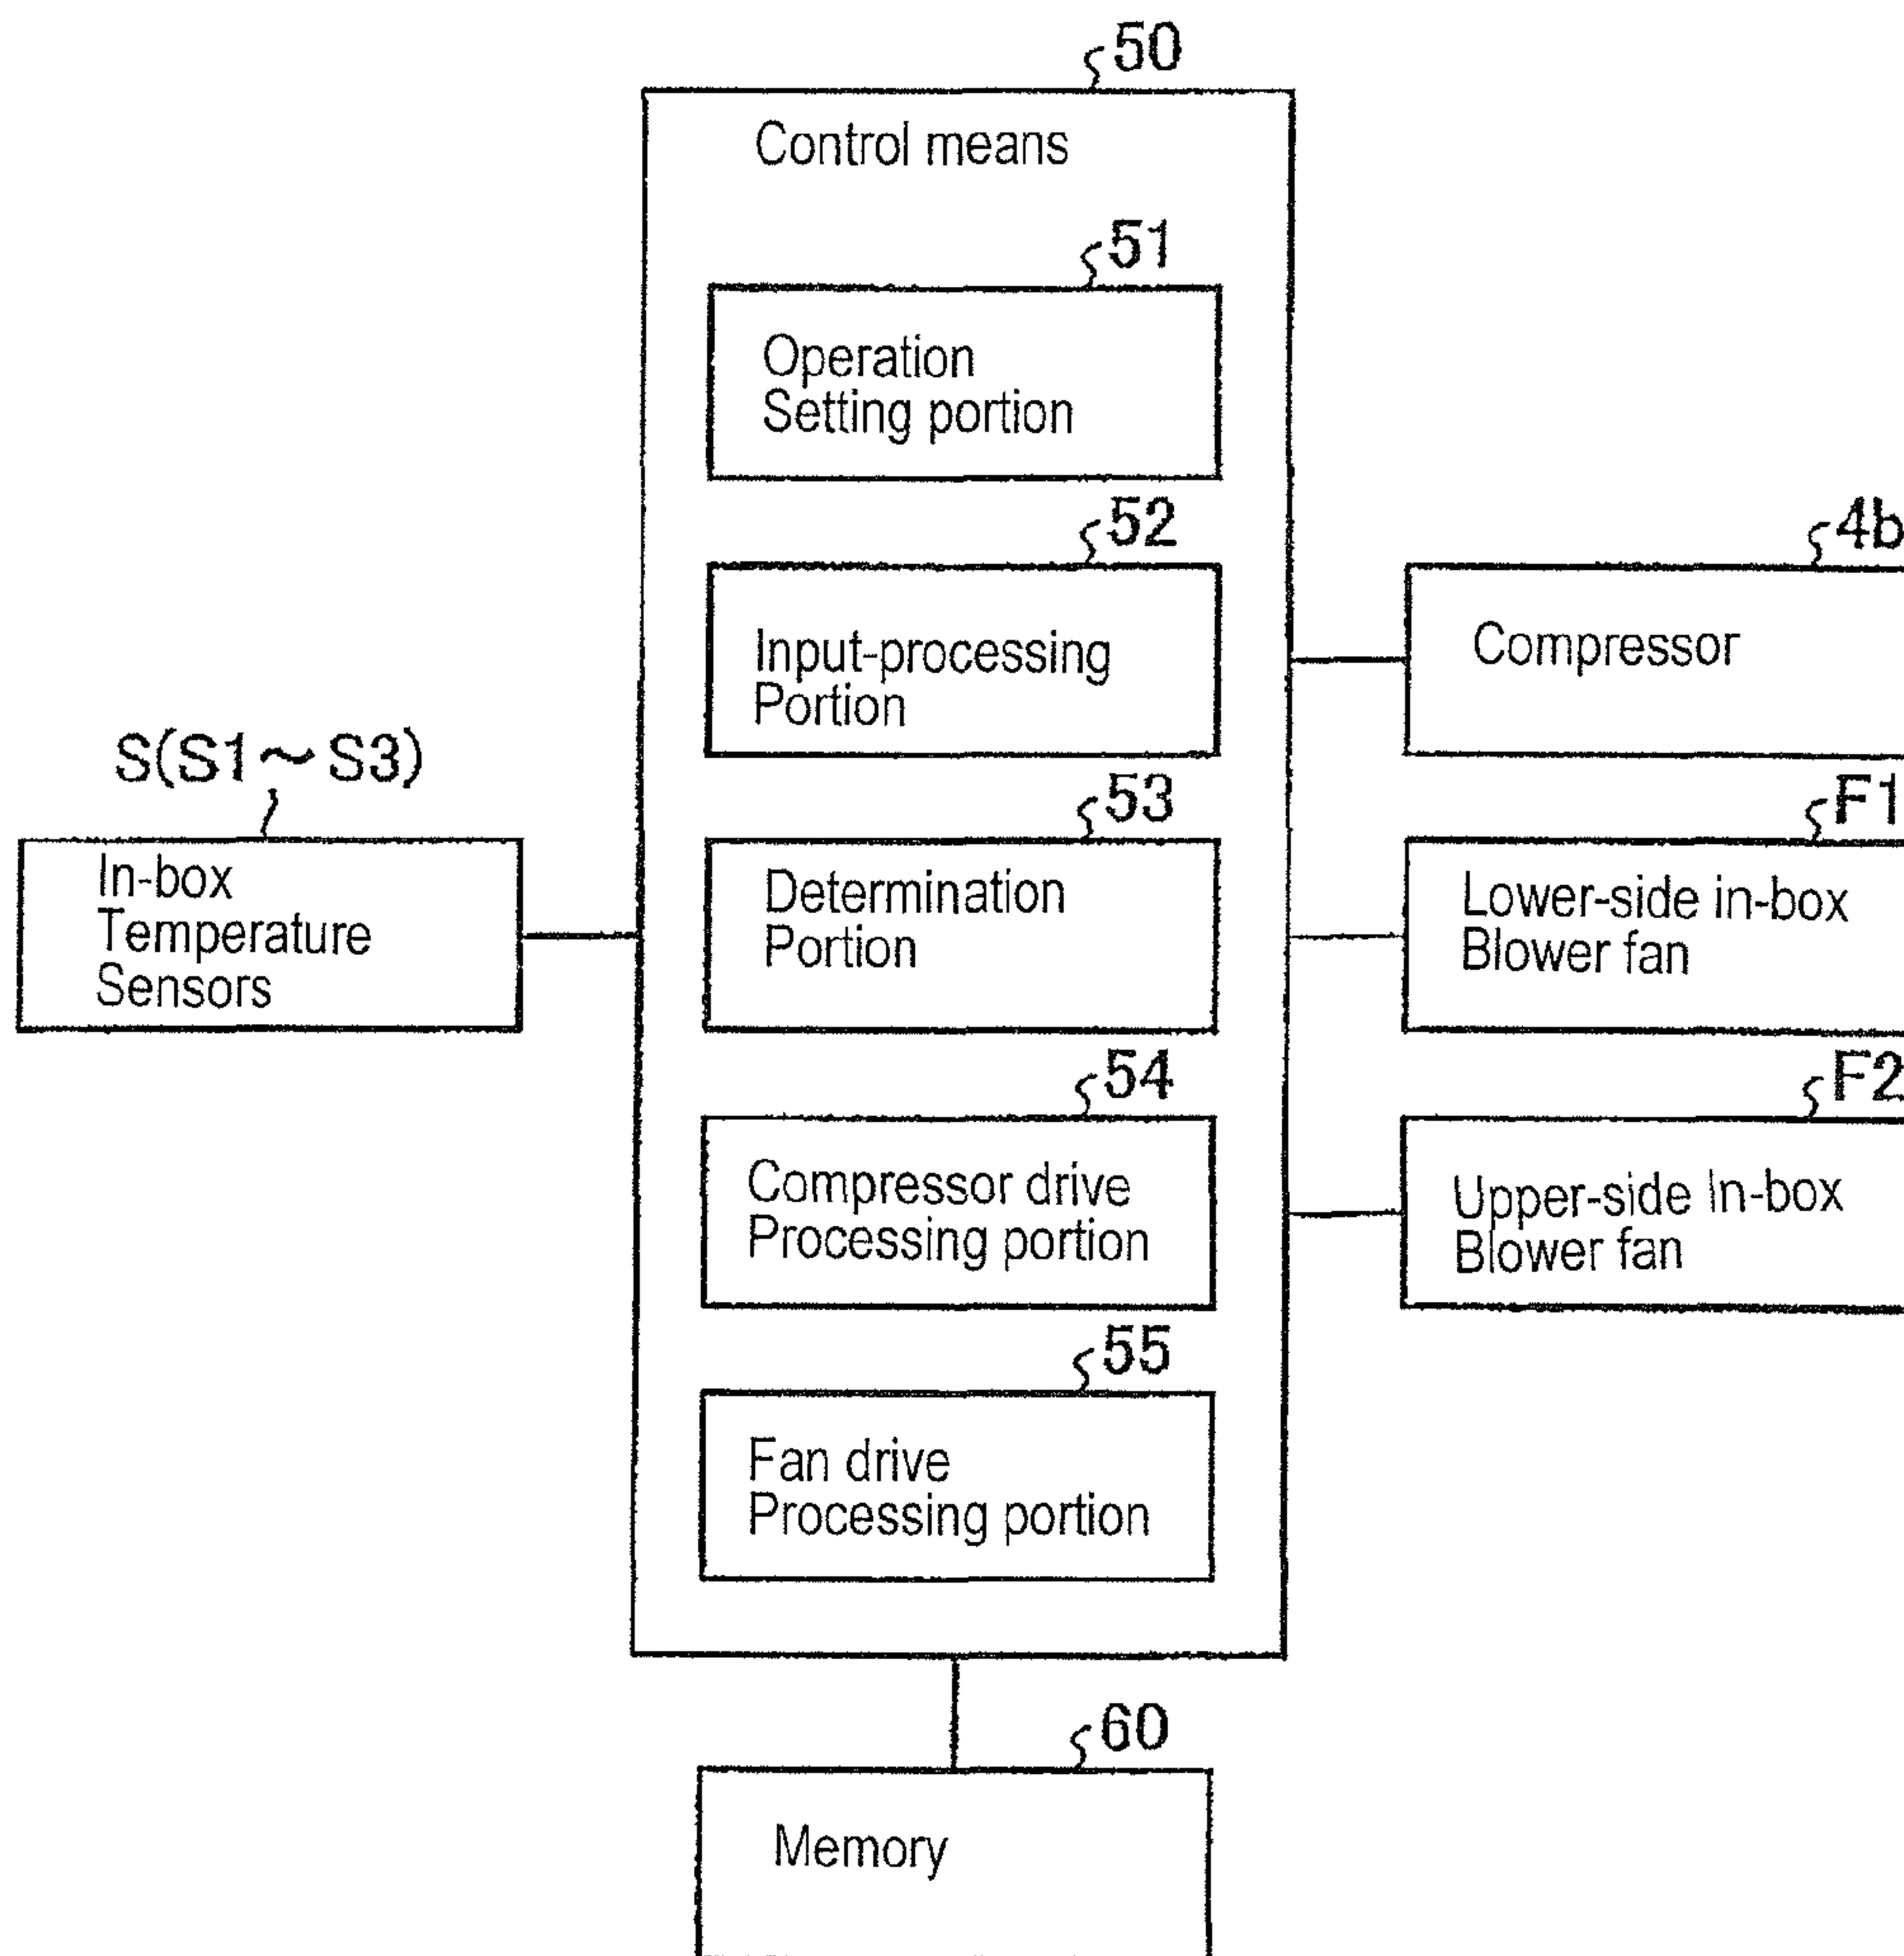 50
Control means
51
Operation
Setting portion
52
Input-processing
Portion
4b
Compressor
S(S1~S3)
In-box
Temperature
Sensors
53
Determination
Portion
F1
Lower-side in-box
Blower fan
54
Compressor drive
Processing portion
F2
Upper-side In-box
Blower fan
55
Fan drive
Processing portion
60
Memory